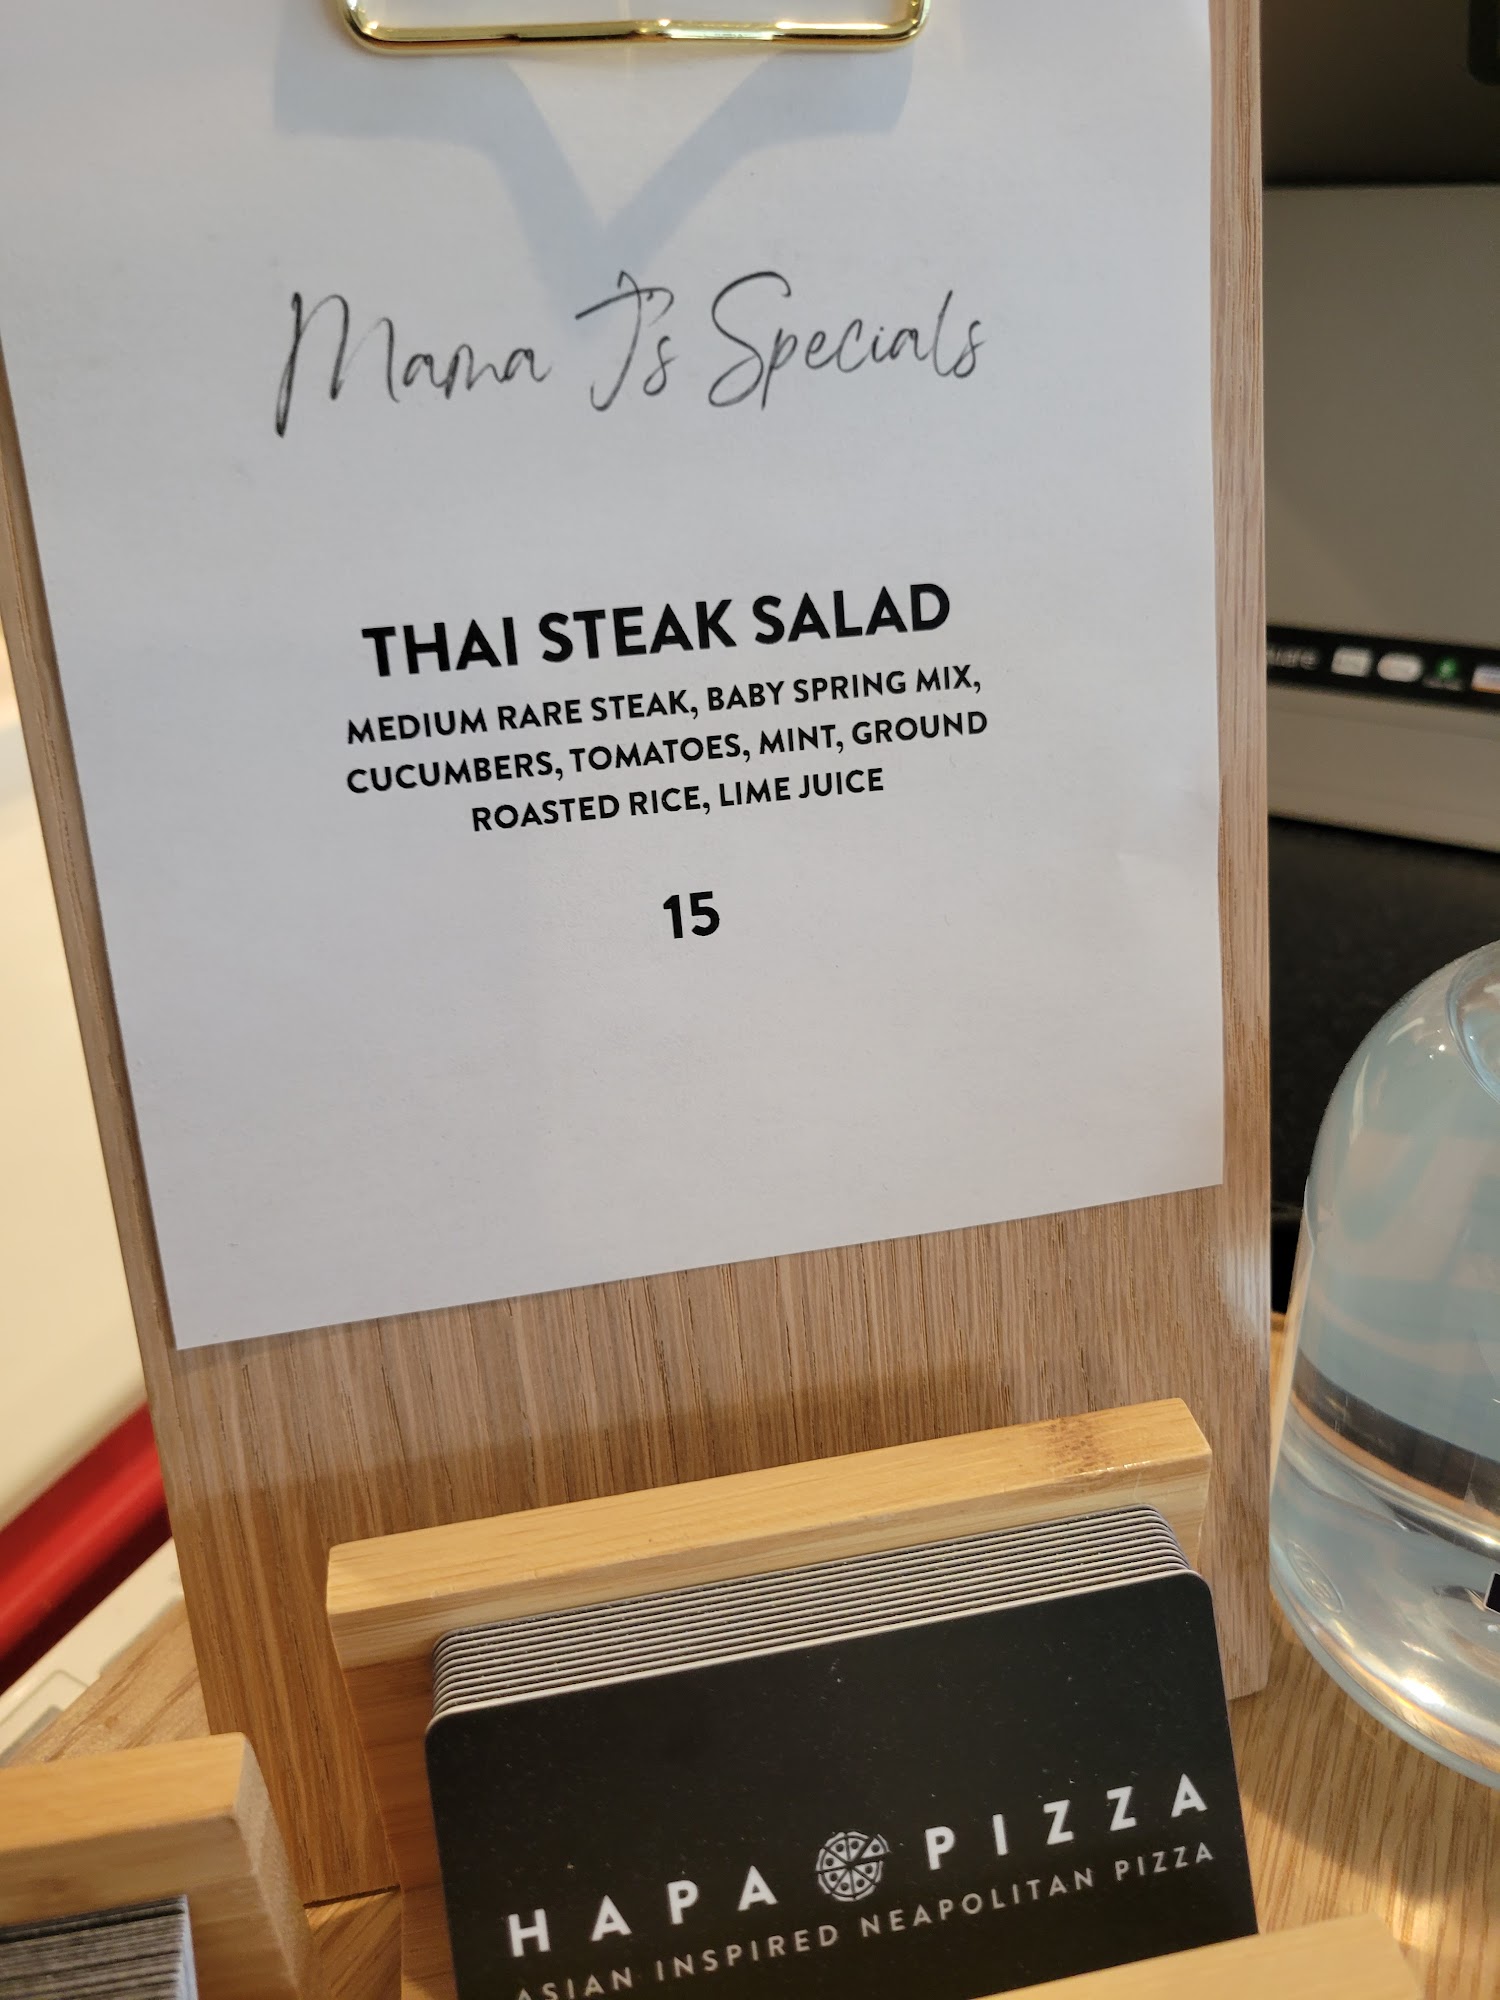 Mama J's Specials
THAI STEAK SALAD
MEDIUM RARE STEAK, BABY SPRING MIX,
CUCUMBERS, TOMATOES, MINT, GROUND
ROASTED RICE, LIME JUICE
15
HAPA PIZZA
ASIAN INSPIRED NEAPOLITAN PIZZA